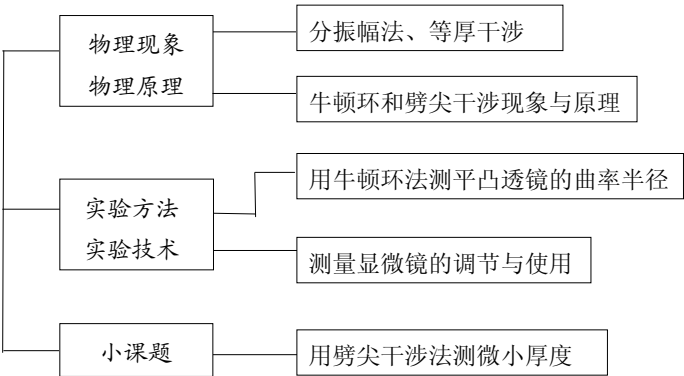 物理现象
物理原理
分振幅法、等厚干涉
牛顿环和劈尖干涉现象与原理
实验方法
实验技术
用牛顿环法测平凸透镜的曲率半径
测量显微镜的调节与使用
小课题
用劈尖干涉法测微小厚度